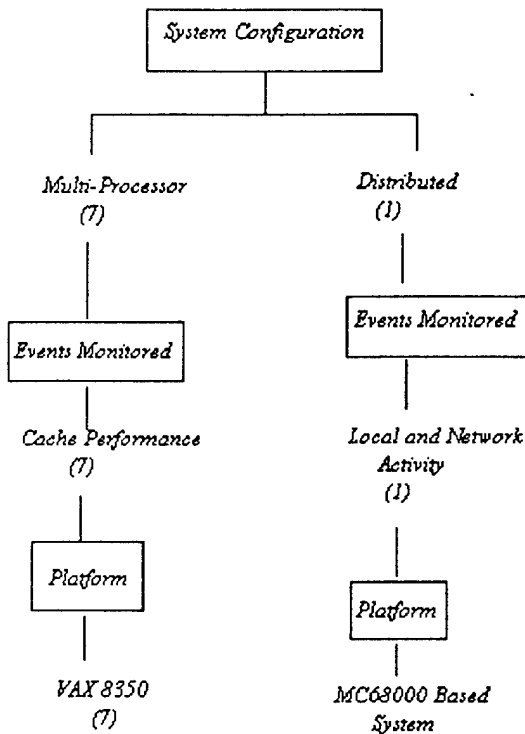 System Configuration
Multi-Processor
(7)
Distributed
(1)
Events Monitored
Events Monitored
Cache Performance
(7)
Local and Network
Activity
(1)
Platform
Platform
VAX 8350
(7)
MC68000 Based
System